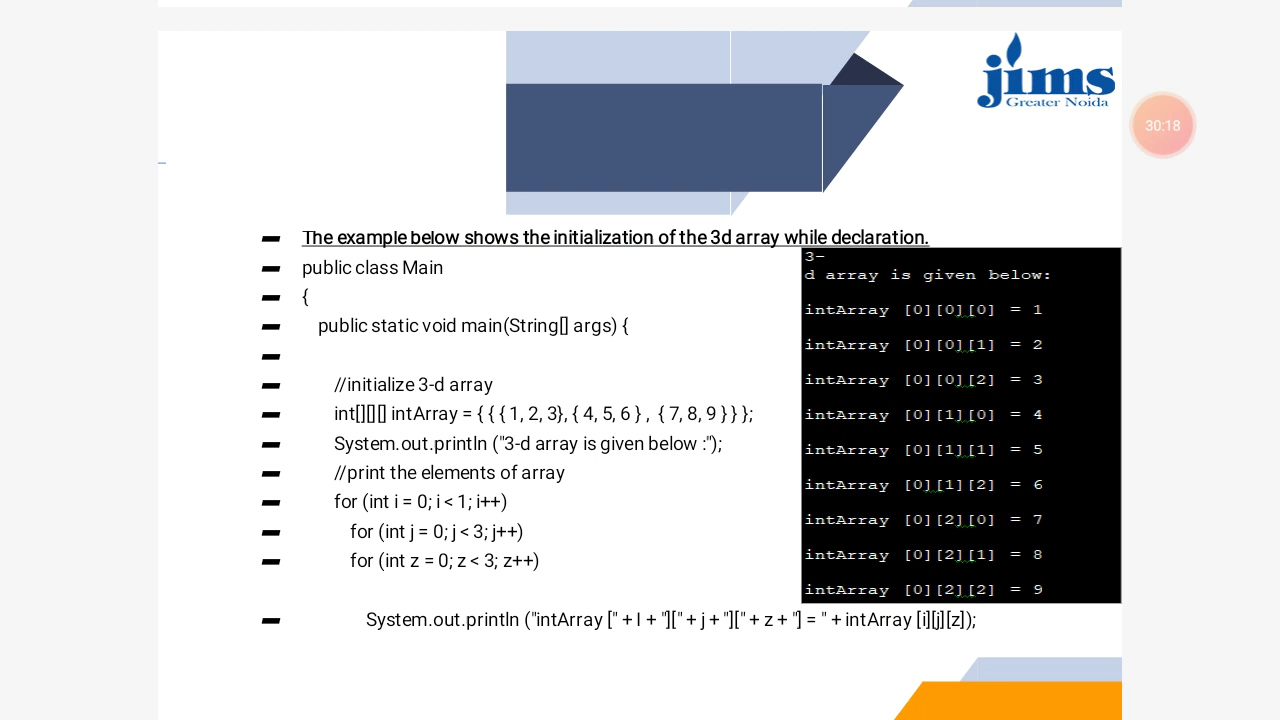 jims
Greater Noida
30:18
The example below shows the initialization of the 3d array while declaration.
public class Main
{
public static void main(String[] args) {
//initialize 3-d array
int[][][] intArray = { { { 1, 2, 3}, { 4, 5, 6 } , { 7, 8, 9 } } };
System.out.println ("3-d array is given below :");
//print the elements of array
for (int i = 0; i < 1; i++)
for (int j = 0; j < 3; j++)
for (int z = 0; z < 3; z++)
System.out.println ("intArray [" + I + "][" + j + "][" + z + "] = " + intArray [i][j][z]);
3-
d array is given below:
intArray [0][0][0] = 1
intArray [0][0][1] = 2
intArray [0][0][2] = 3
intArray [0][1][0] = 4
intArray [0][1][1] = 5
intArray [0][1][2] = 6
intArray [0][2][0] = 7
intArray [0][2][1] = 8
intArray [0][2][2] = 9